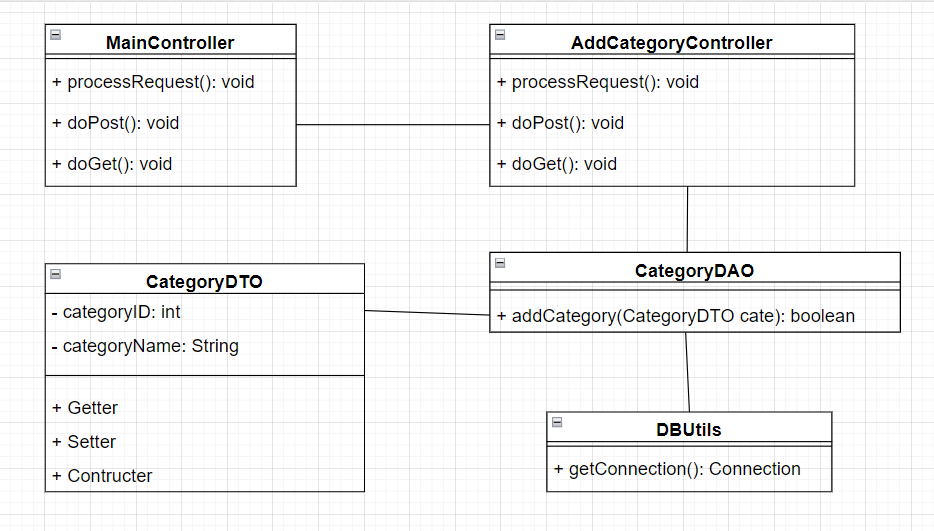 MainController
+ processRequest(): void
+ doPost(): void
+ doGet(): void
AddCategoryController
+ processRequest(): void
+ doPost(): void
+ doGet(): void
CategoryDTO
- categoryID: int
- categoryName: String
+ Getter
+ Setter
+ Contructer
CategoryDAO
+ addCategory(CategoryDTO cate): boolean
DBUtils
+ getConnection(): Connection